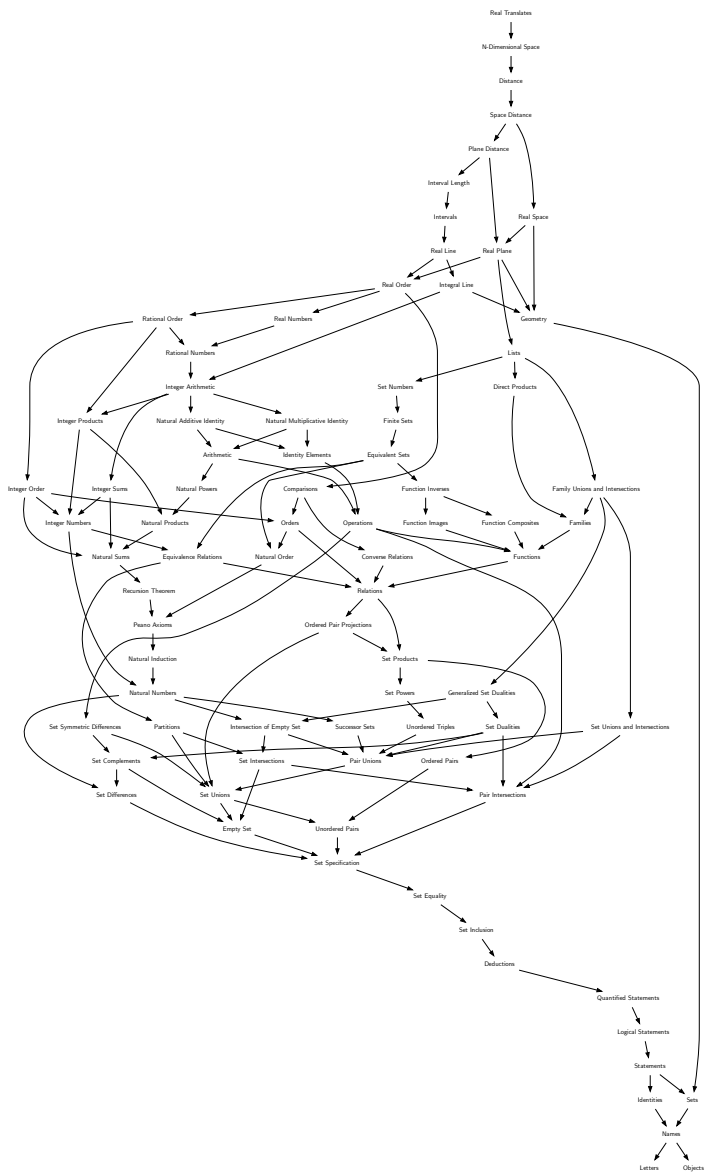 Real Translates
N-Dimensional Space
Distance
Space Distance
Plane Distance
Interval Length
Intervals
Real Space
Real Line
Real Plane
Real Order
Integral Line
Rational Order
Real Numbers
Geometry
Rational Numbers
Lists
Integer Arithmetic
Set Numbers
Direct Products
Integer Products
Natural Additive Identity
Natural Multiplicative Identity
Finite Sets
Arithmetic
Identity Elements
Equivalent Sets
Integer Order
Integer Sums
Natural Powers
Comparisons
Function Inverses
Family Unions and Intersections
Integer Numbers
Natural Products
Orders
Operations
Function Images
Function Composites
Families
Natural Sums
Equivalence Relations
Natural Order
Converse Relations
Functions
Recursion Theorem
Relations
Peano Axioms
Ordered Pair Projections
Natural Induction
Set Products
Natural Numbers
Set Powers
Generalized Set Dualities
Set Symmetric Differences
Partitions
Intersection of Empty Set
Successor Sets
Unordered Triples
Set Dualities
Set Unions and Intersections
Set Complements
Set Intersections
Pair Unions
Ordered Pairs
Set Differences
Set Unions
Pair Intersections
Empty Set
Unordered Pairs
Set Specification
Set Equality
Set Inclusion
Deductions
Quantified Statements
Logical Statements
Statements
Identities
Sets
Names
Letters
Objects